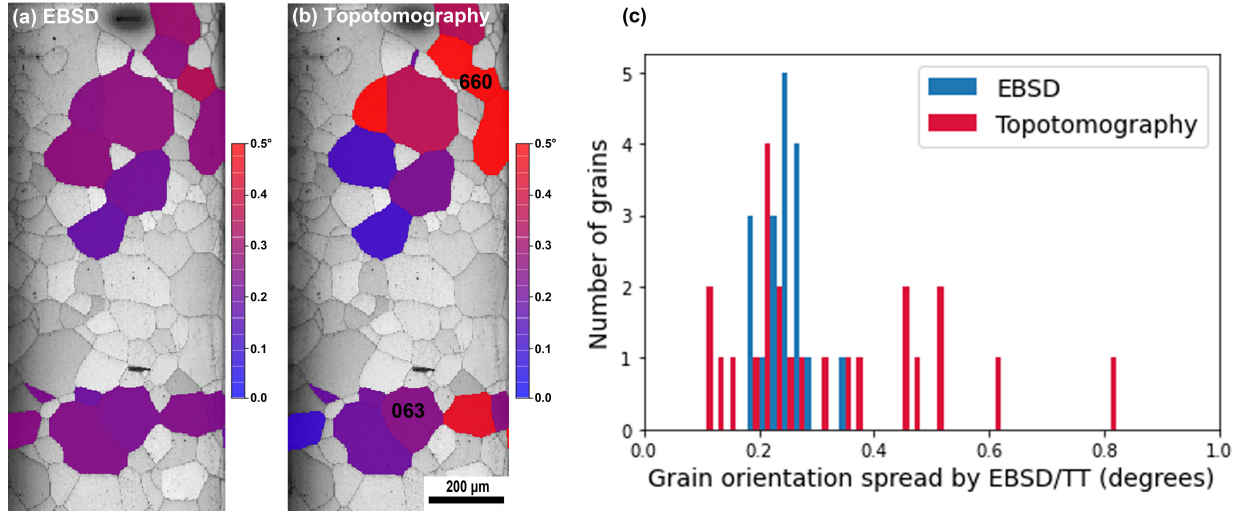 (a) EBSD
(b) Topotomography
(c)
660
063
0.5°
0.4
0.3
0.2
0.1
0.0
0.5°
0.4
0.3
0.2
0.1
0.0
200 µm
EBSD
Topotomography
Number of grains
5
4
3
2
1
0
0.0 0.2 0.4 0.6 0.8 1.0
Grain orientation spread by EBSD/TT (degrees)